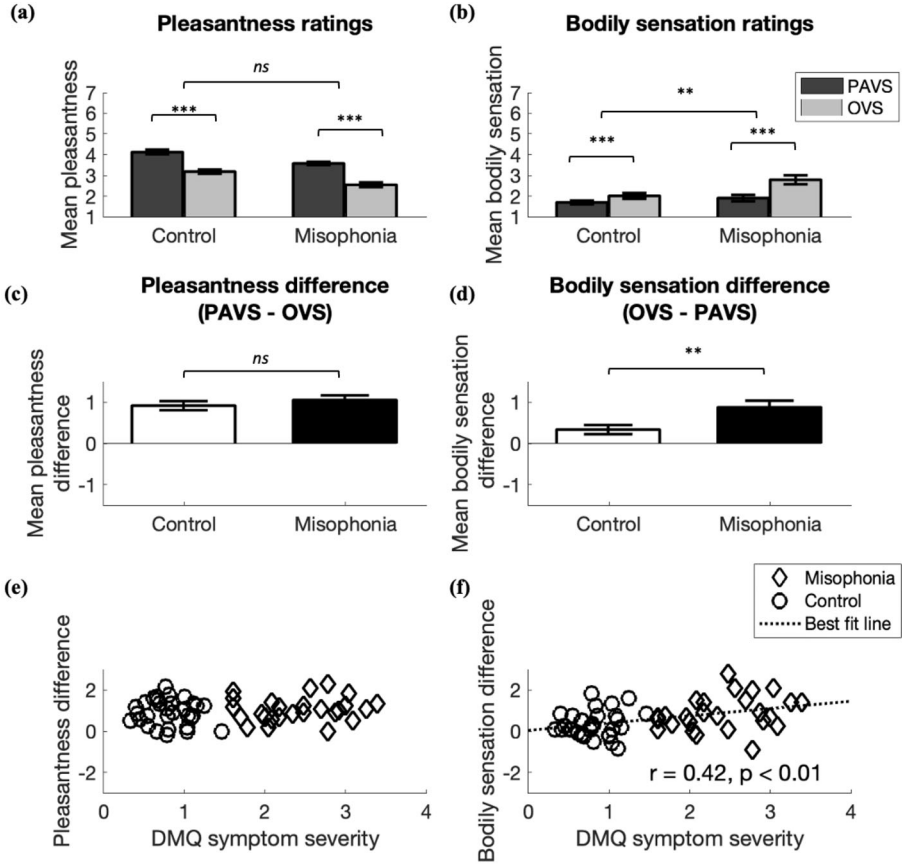 (a)
Pleasantness ratings
ns
Mean pleasantness
7
6
5
4
3
2
1
***
***
Control
Misophonia
(b)
Bodily sensation ratings
PAVS
OVS
**
Mean bodily sensation
7
6
5
4
3
2
1
***
***
Control
Misophonia
(c)
Pleasantness difference
(PAVS - OVS)
ns
Mean pleasantness
difference
1
0
-1
Control
Misophonia
(d)
Bodily sensation difference
(OVS - PAVS)
**
Mean bodily sensation
difference
1
0
-1
Control
Misophonia
(e)
Pleasantness difference
2
0
-2
0
1
2
3
4
DMQ symptom severity
(f)
Misophonia
Control
Best fit line
Bodily sensation difference
2
0
-2
r = 0.42, p < 0.01
0
1
2
3
4
DMQ symptom severity